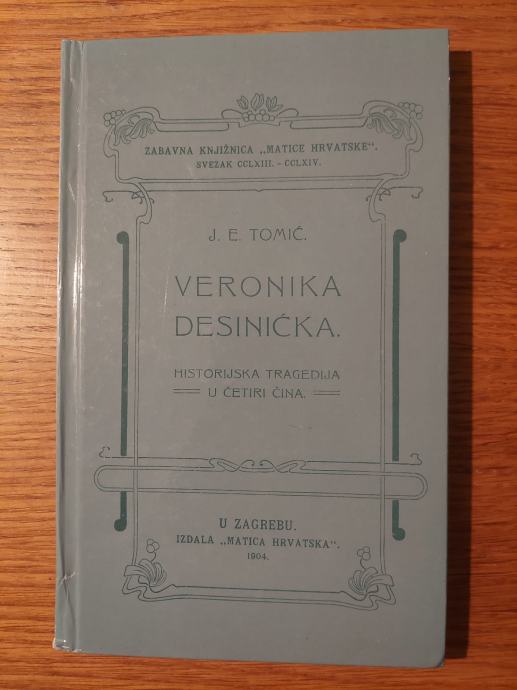 ZABAVNA KNJIŽNICA „MATICE HRVATSKE“.
SVEZAK CCLXIII. - CCLXIV.
J. E. TOMIĆ.
VERONIKA
DESINIĆKA.
HISTORIJSKA TRAGEDIJA
U ČETIRI ČINA.
U ZAGREBU.
IZDALA „MATICA HRVATSKA“.
1904.